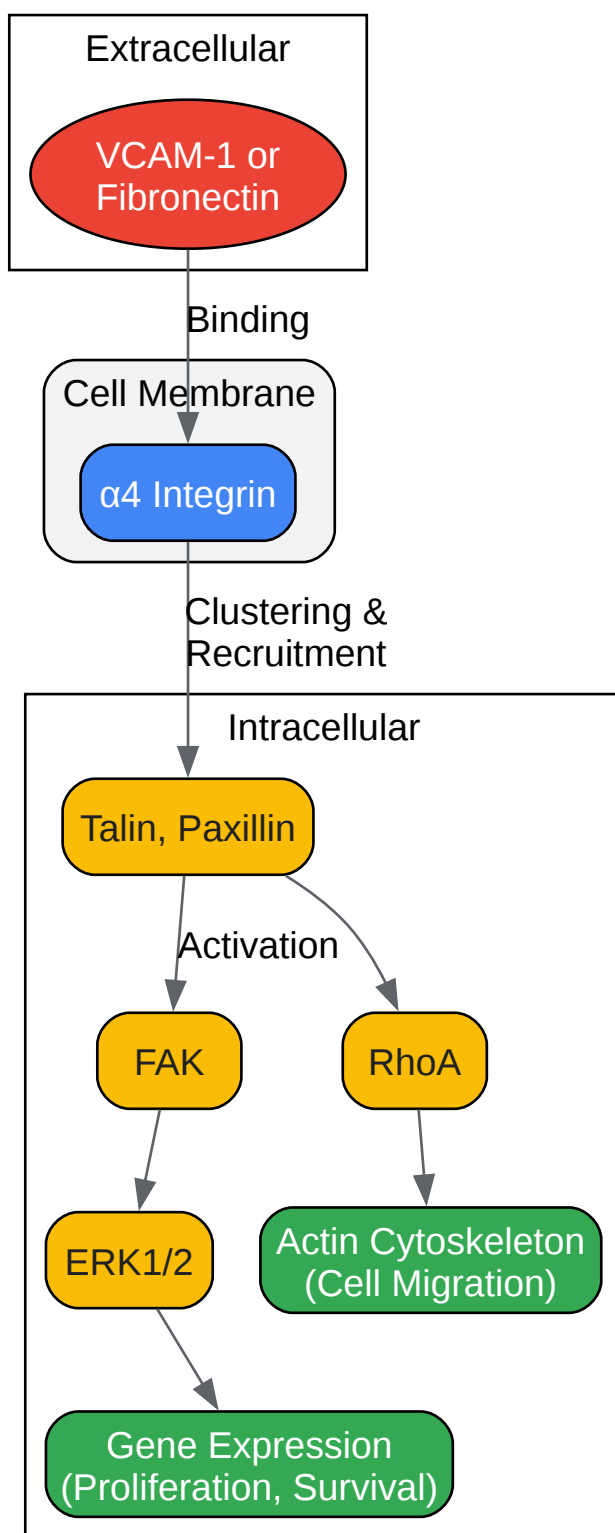 Extracellular
VCAM-1 or
Fibronectin
Binding
Cell Membrane
α4 Integrin
Clustering &
Recruitment
Intracellular
Talin, Paxillin
Activation
FAK
RhoA
ERK1/2
Actin Cytoskeleton
(Cell Migration)
Gene Expression
(Proliferation, Survival)